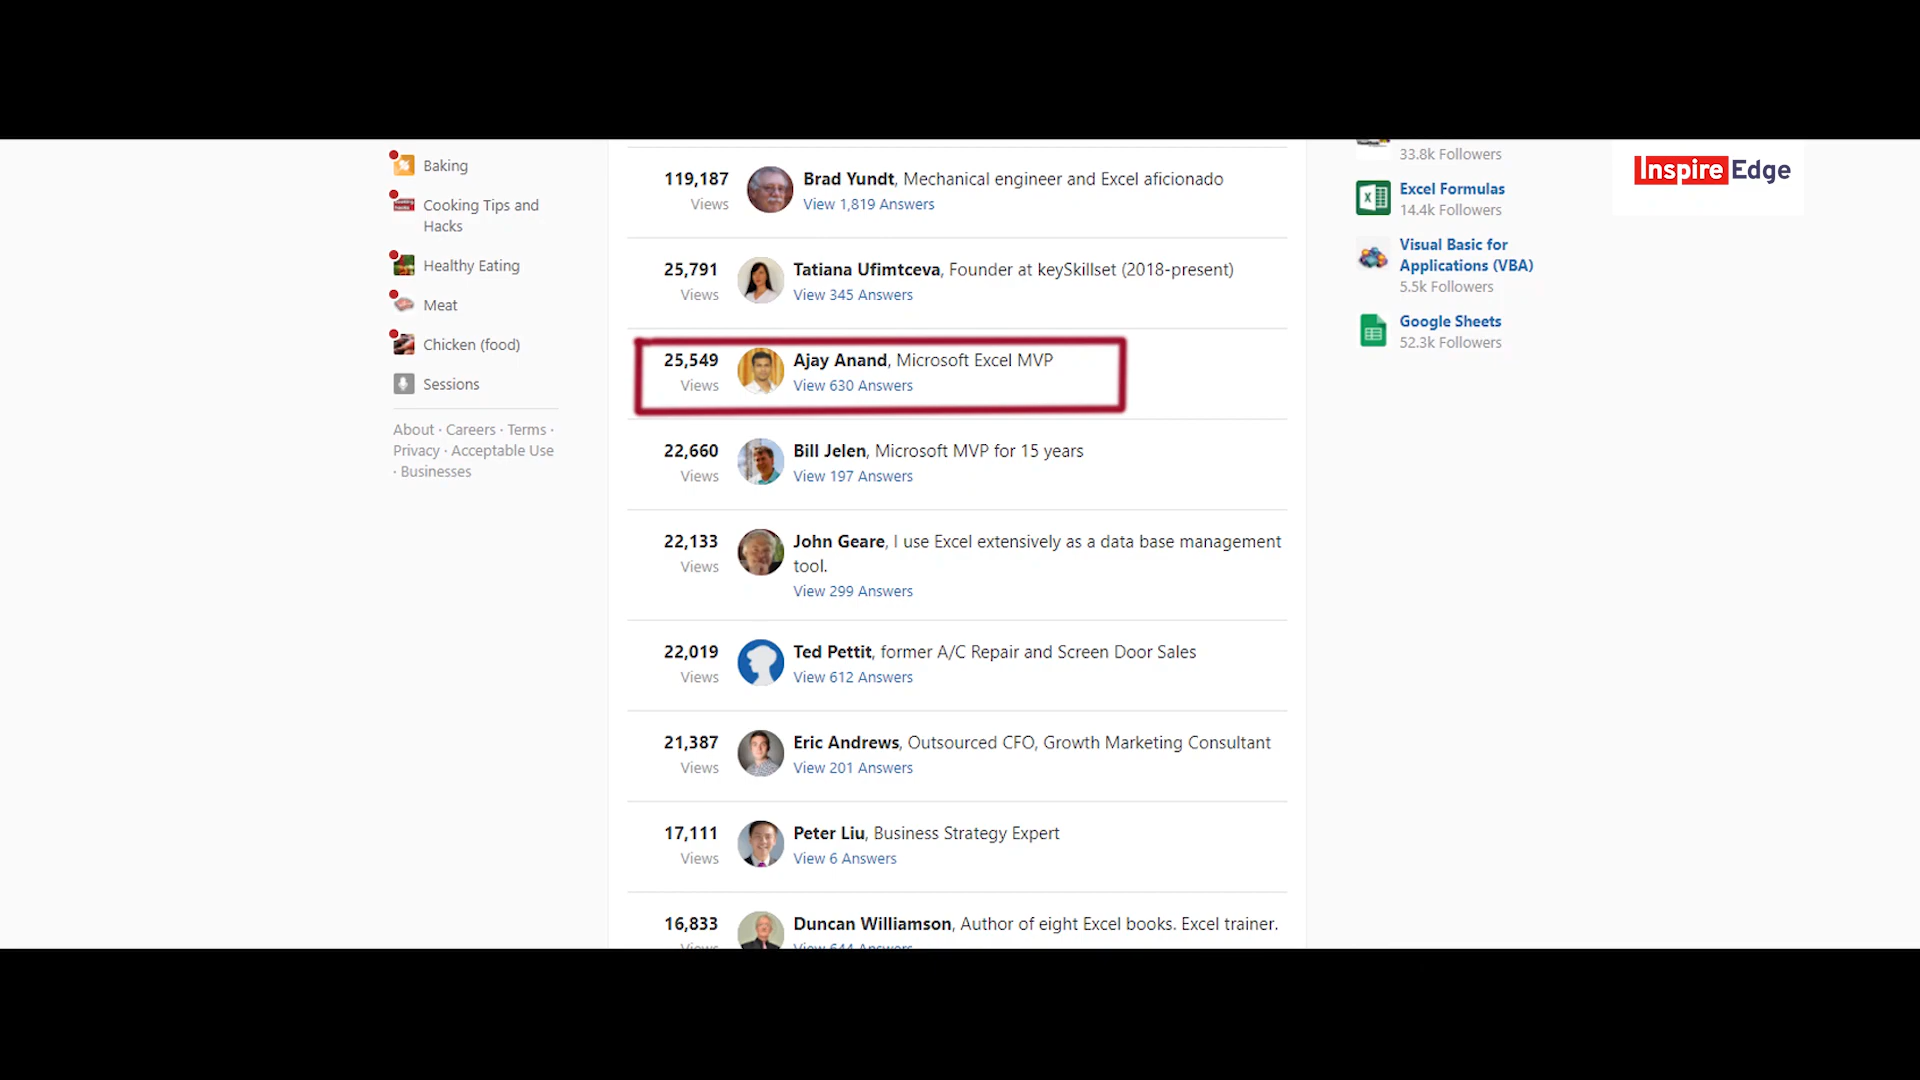 Baking
Cooking Tips and
Hacks
Healthy Eating
Meat
Chicken (food)
Sessions
About · Careers · Terms ·
Privacy · Acceptable Use
· Businesses
119,187
Views
Brad Yundt, Mechanical engineer and Excel aficionado
View 1,819 Answers
25,791
Views
Tatiana Ufimtceva, Founder at keySkillset (2018-present)
View 345 Answers
25,549
Views
Ajay Anand, Microsoft Excel MVP
View 630 Answers
22,660
Views
Bill Jelen, Microsoft MVP for 15 years
View 197 Answers
22,133
Views
John Geare, I use Excel extensively as a data base management
tool.
View 299 Answers
22,019
Views
Ted Pettit, former A/C Repair and Screen Door Sales
View 612 Answers
21,387
Views
Eric Andrews, Outsourced CFO, Growth Marketing Consultant
View 201 Answers
17,111
Views
Peter Liu, Business Strategy Expert
View 6 Answers
16,833
Views
Duncan Williamson, Author of eight Excel books. Excel trainer.
View 644 Answers
33.8k Followers
Excel Formulas
14.4k Followers
Visual Basic for
Applications (VBA)
5.5k Followers
Google Sheets
52.3k Followers
Inspire Edge